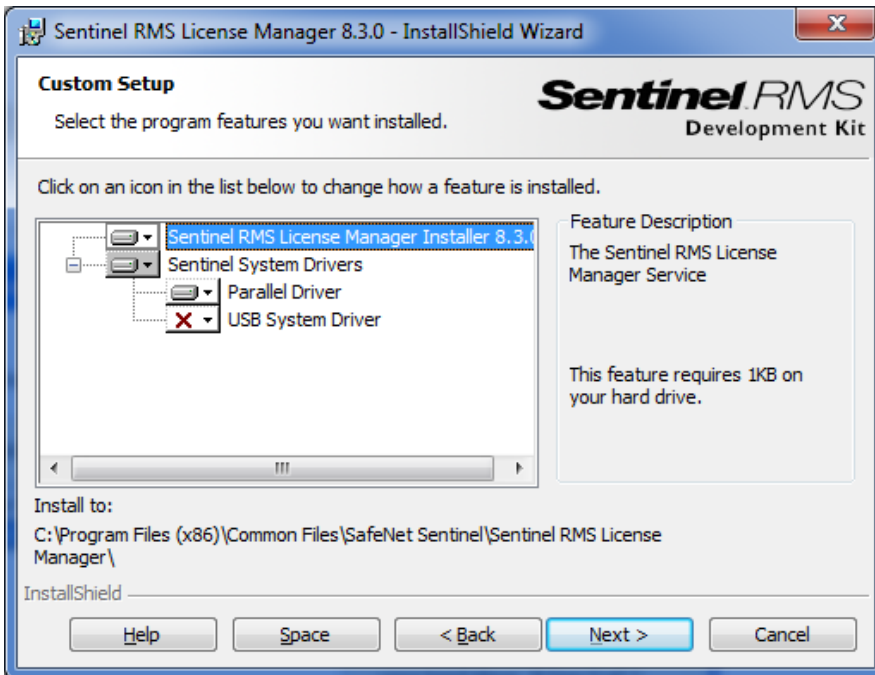 Sentinel RMS License Manager 8.3.0 - InstallShield Wizard
Custom Setup
Select the program features you want installed.
Sentinel RMS
Development Kit
Click on an icon in the list below to change how a feature is installed.
Sentinel RMS License Manager Installer 8.3.0
Sentinel System Drivers
Parallel Driver
USB System Driver
Feature Description
The Sentinel RMS License
Manager Service
This feature requires 1KB on
your hard drive.
Install to:
C:\Program Files (x86)\Common Files\SafeNet Sentinel\Sentinel RMS License
Manager\
InstallShield
Help
Space
< Back
Next >
Cancel